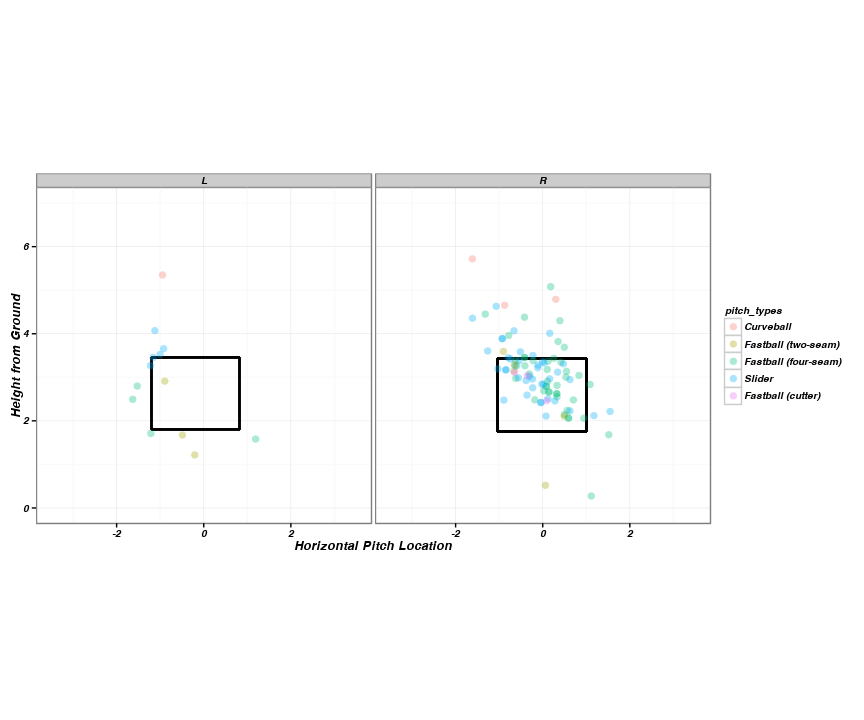 L
R
6
4
2
0
Height from Ground
-2
0
2
-2
0
2
Horizontal Pitch Location
pitch_types
Curveball
Fastball (two-seam)
Fastball (four-seam)
Slider
Fastball (cutter)